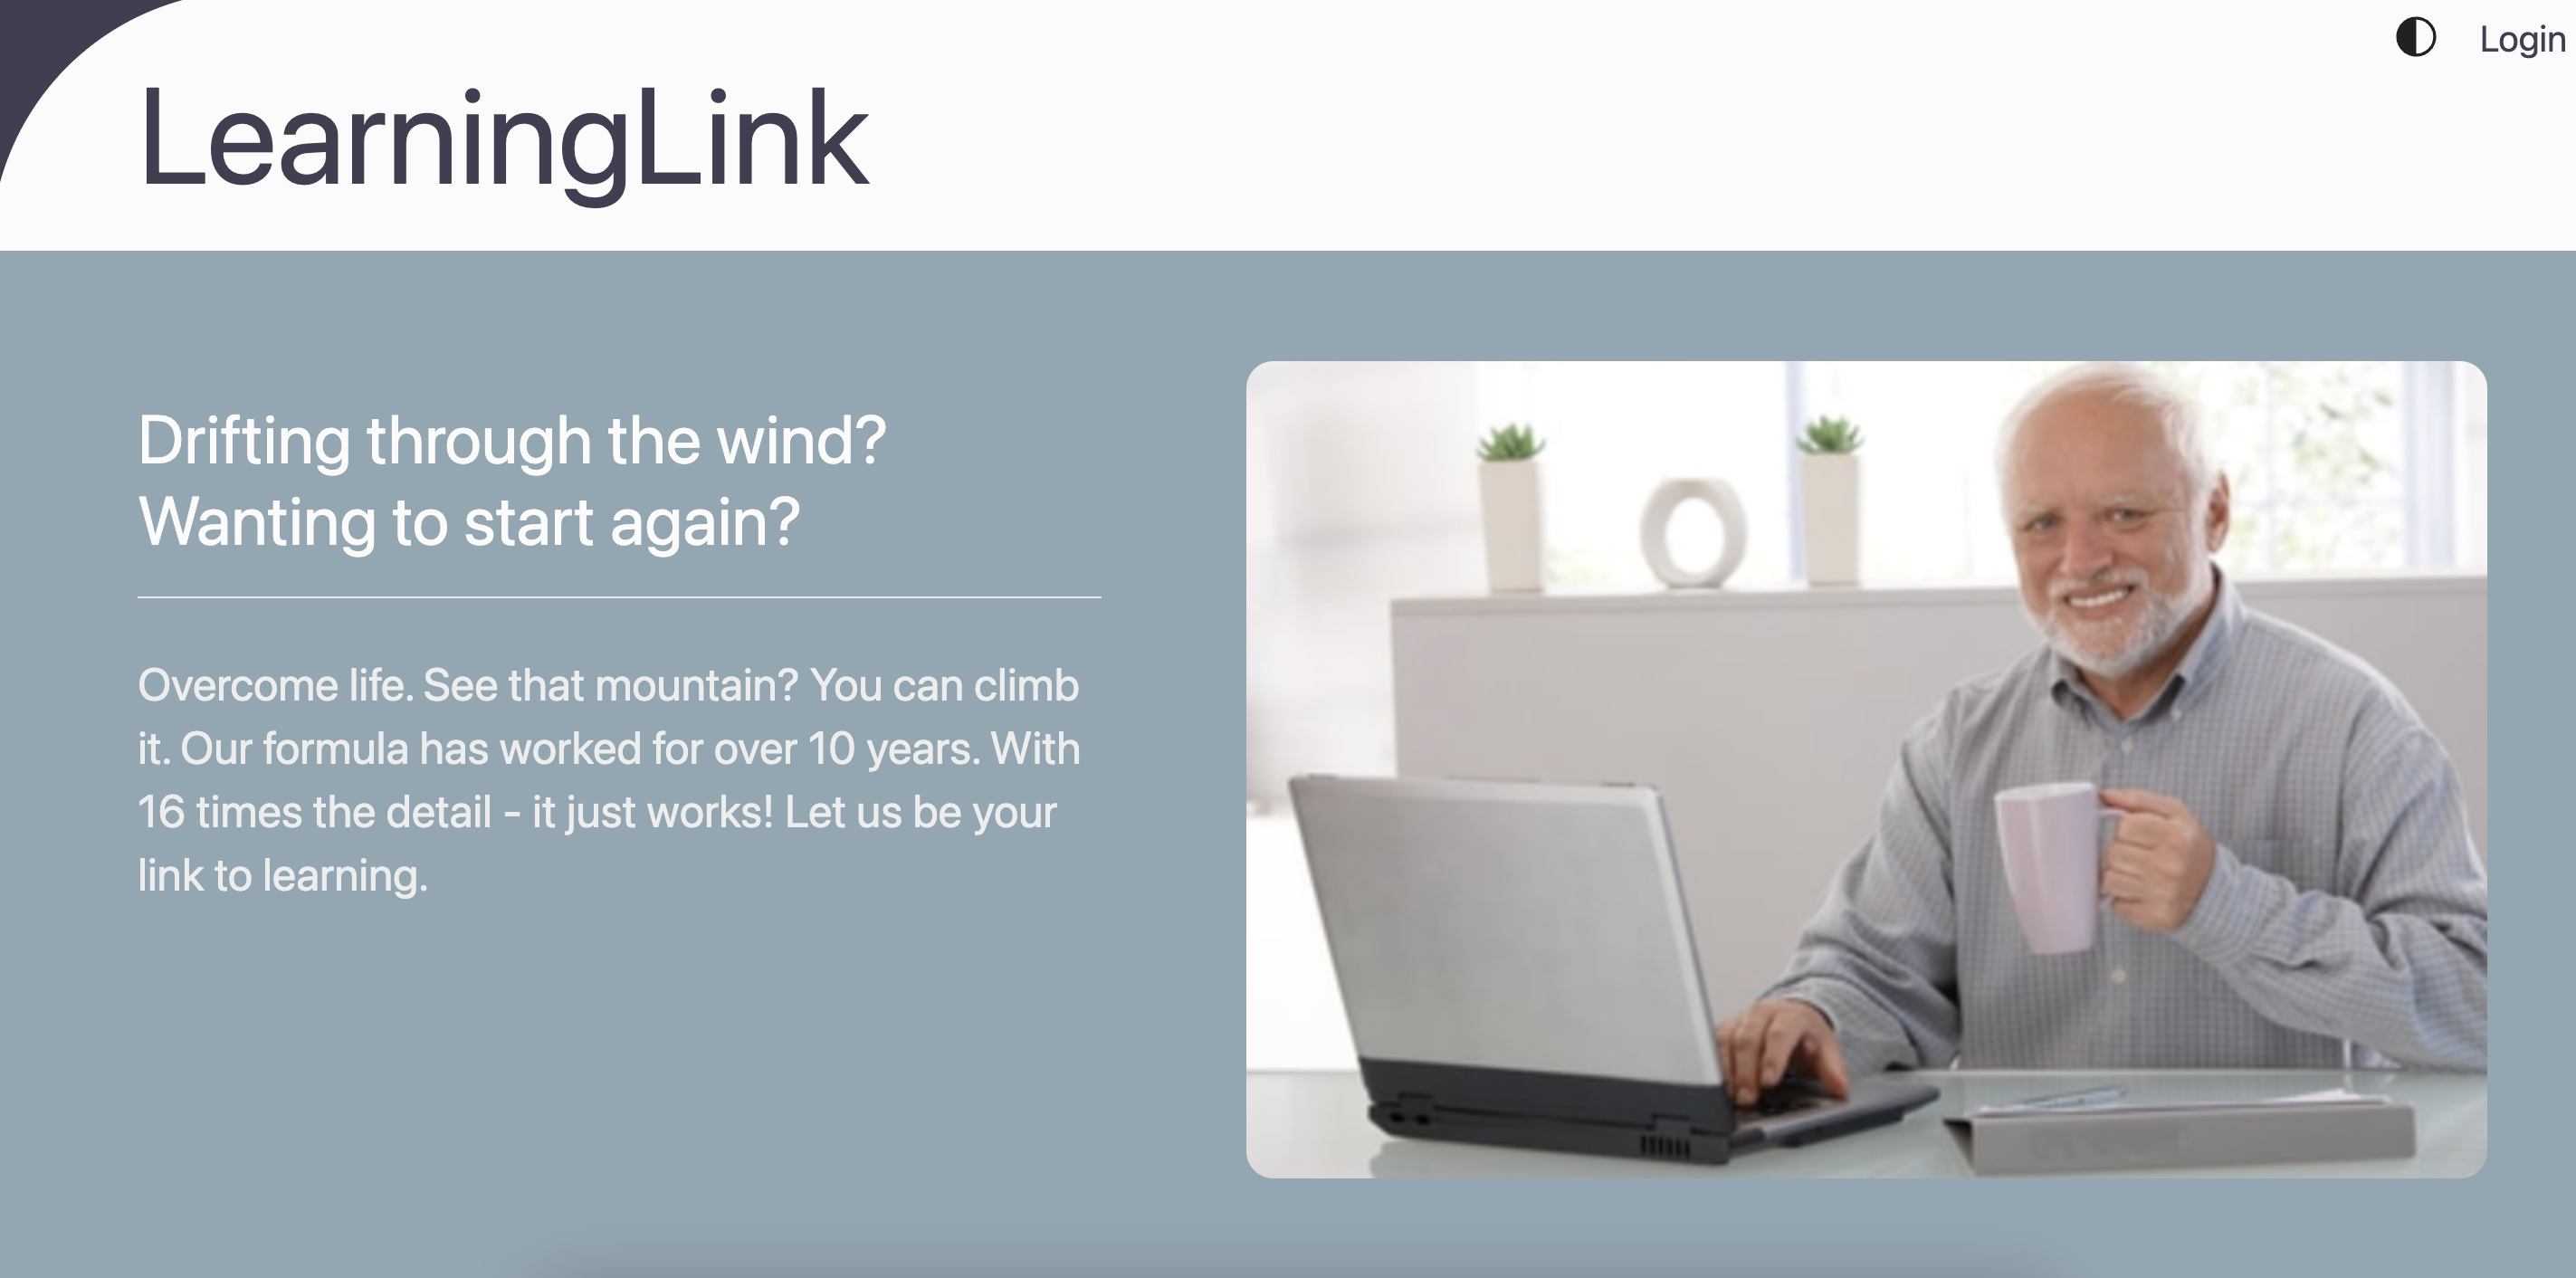 Login
LearningLink
Drifting through the wind?
Wanting to start again?
Overcome life. See that mountain? You can climb
it. Our formula has worked for over 10 years. With
16 times the detail - it just works! Let us be your
link to learning.